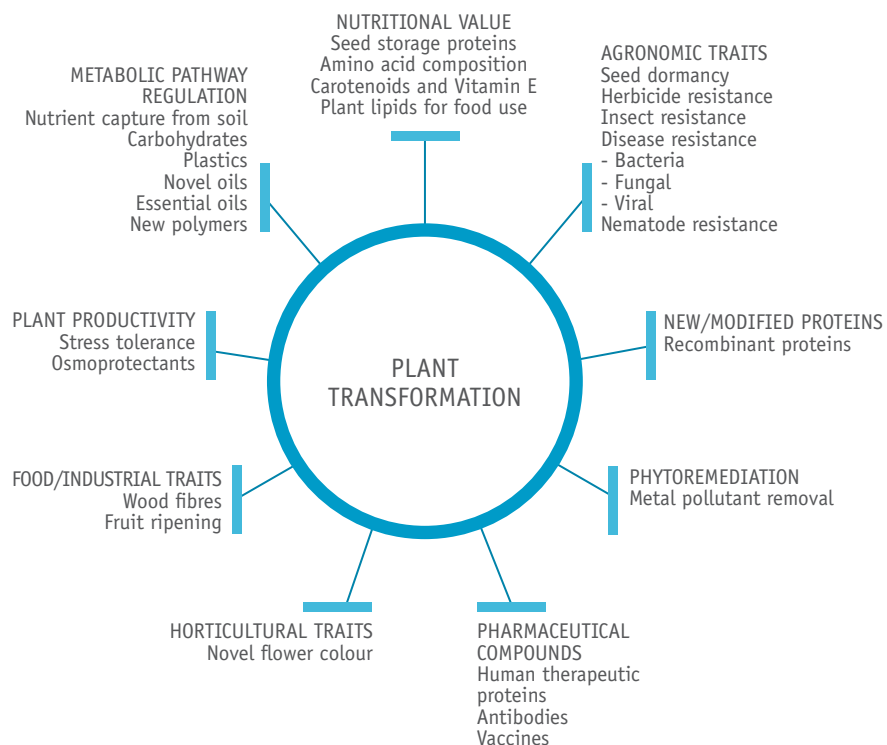 NUTRITIONAL VALUE
Seed storage proteins
Amino acid composition
Carotenoids and Vitamin E
Plant lipids for food use
AGRONOMIC TRAITS
Seed dormancy
Herbicide resistance
Insect resistance
Disease resistance
- Bacteria
- Fungal
- Viral
Nematode resistance
METABOLIC PATHWAY
REGULATION
Nutrient capture from soil
Carbohydrates
Plastics
Novel oils
Essential oils
New polymers
PLANT PRODUCTIVITY
Stress tolerance
Osmoprotectants
PLANT
TRANSFORMATION
NEW/MODIFIED PROTEINS
Recombinant proteins
FOOD/INDUSTRIAL TRAITS
Wood fibres
Fruit ripening
PHYTOREMEDIATION
Metal pollutant removal
HORTICULTURAL TRAITS
Novel flower colour
PHARMACEUTICAL
COMPOUNDS
Human therapeutic
proteins
Antibodies
Vaccines